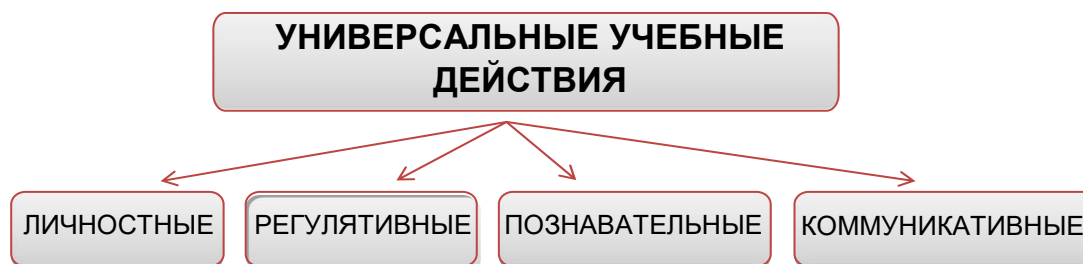 УНИВЕРСАЛЬНЫЕ УЧЕБНЫЕ
ДЕЙСТВИЯ
ЛИЧНОСТНЫЕ
РЕГУЛЯТИВНЫЕ
ПОЗНАВАТЕЛЬНЫЕ
КОММУНИКАТИВНЫЕ